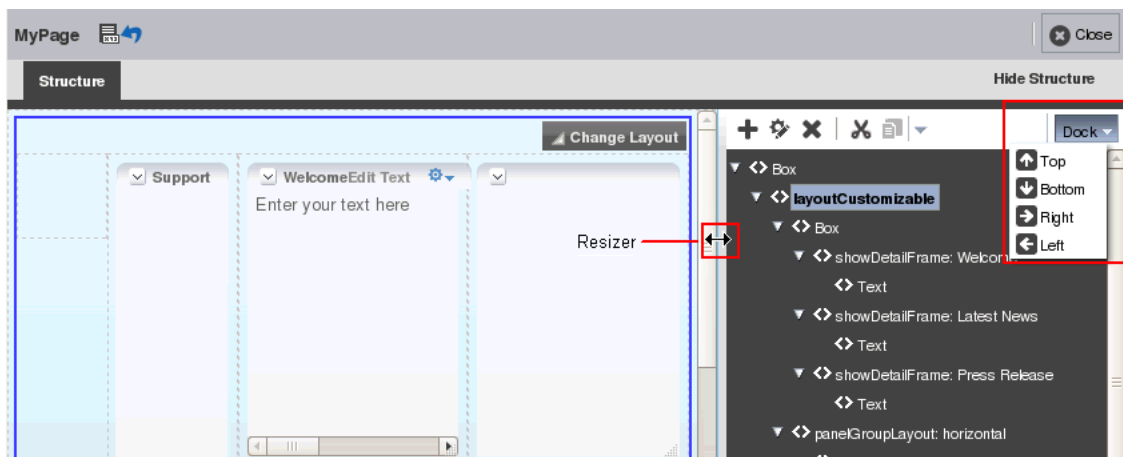 MyPage
Close
Structure
Hide Structure
Change Layout
Dock
Top
Bottom
Right
Left
Support
WelcomeEdit Text
Enter your text here
Resizer
<> Box
<> layoutCustomizable
<> Box
<> showDetailFrame: Welcome
<> Text
<> showDetailFrame: Latest News
<> Text
<> showDetailFrame: Press Release
<> Text
<> panelGroupLayout: horizontal